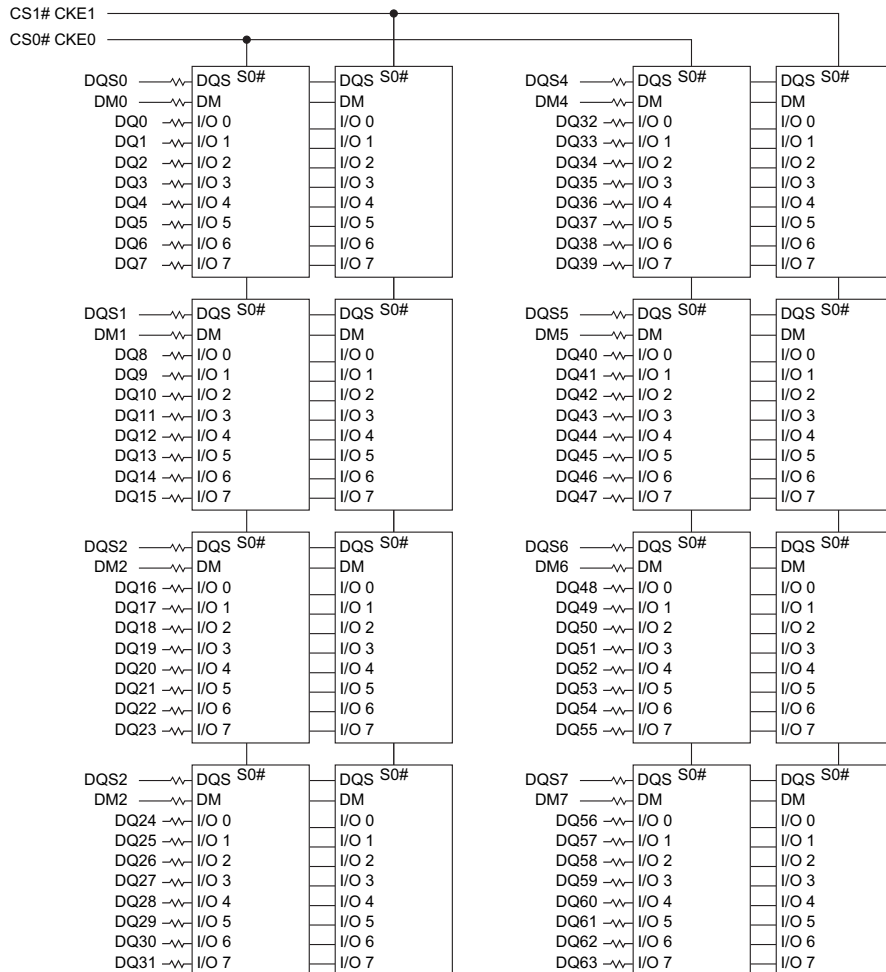 CS1# CKE1
CS0# CKE0
DQS0 DQS S0# DQS S0#
DM0 DM DM
DQ0 I/O 0 I/O 0
DQ1 I/O 1 I/O 1
DQ2 I/O 2 I/O 2
DQ3 I/O 3 I/O 3
DQ4 I/O 4 I/O 4
DQ5 I/O 5 I/O 5
DQ6 I/O 6 I/O 6
DQ7 I/O 7 I/O 7
DQS1 DQS S0# DQS S0#
DM1 DM DM
DQ8 I/O 0 I/O 0
DQ9 I/O 1 I/O 1
DQ10 I/O 2 I/O 2
DQ11 I/O 3 I/O 3
DQ12 I/O 4 I/O 4
DQ13 I/O 5 I/O 5
DQ14 I/O 6 I/O 6
DQ15 I/O 7 I/O 7
DQS2 DQS S0# DQS S0#
DM2 DM DM
DQ16 I/O 0 I/O 0
DQ17 I/O 1 I/O 1
DQ18 I/O 2 I/O 2
DQ19 I/O 3 I/O 3
DQ20 I/O 4 I/O 4
DQ21 I/O 5 I/O 5
DQ22 I/O 6 I/O 6
DQ23 I/O 7 I/O 7
DQS2 DQS S0# DQS S0#
DM2 DM DM
DQ24 I/O 0 I/O 0
DQ25 I/O 1 I/O 1
DQ26 I/O 2 I/O 2
DQ27 I/O 3 I/O 3
DQ28 I/O 4 I/O 4
DQ29 I/O 5 I/O 5
DQ30 I/O 6 I/O 6
DQ31 I/O 7 I/O 7
DQS4 DQS S0# DQS S0#
DM4 DM DM
DQ32 I/O 0 I/O 0
DQ33 I/O 1 I/O 1
DQ34 I/O 2 I/O 2
DQ35 I/O 3 I/O 3
DQ36 I/O 4 I/O 4
DQ37 I/O 5 I/O 5
DQ38 I/O 6 I/O 6
DQ39 I/O 7 I/O 7
DQS5 DQS S0# DQS S0#
DM5 DM DM
DQ40 I/O 0 I/O 0
DQ41 I/O 1 I/O 1
DQ42 I/O 2 I/O 2
DQ43 I/O 3 I/O 3
DQ44 I/O 4 I/O 4
DQ45 I/O 5 I/O 5
DQ46 I/O 6 I/O 6
DQ47 I/O 7 I/O 7
DQS6 DQS S0# DQS S0#
DM6 DM DM
DQ48 I/O 0 I/O 0
DQ49 I/O 1 I/O 1
DQ50 I/O 2 I/O 2
DQ51 I/O 3 I/O 3
DQ52 I/O 4 I/O 4
DQ53 I/O 5 I/O 5
DQ54 I/O 6 I/O 6
DQ55 I/O 7 I/O 7
DQS7 DQS S0# DQS S0#
DM7 DM DM
DQ56 I/O 0 I/O 0
DQ57 I/O 1 I/O 1
DQ58 I/O 2 I/O 2
DQ59 I/O 3 I/O 3
DQ60 I/O 4 I/O 4
DQ61 I/O 5 I/O 5
DQ62 I/O 6 I/O 6
DQ63 I/O 7 I/O 7